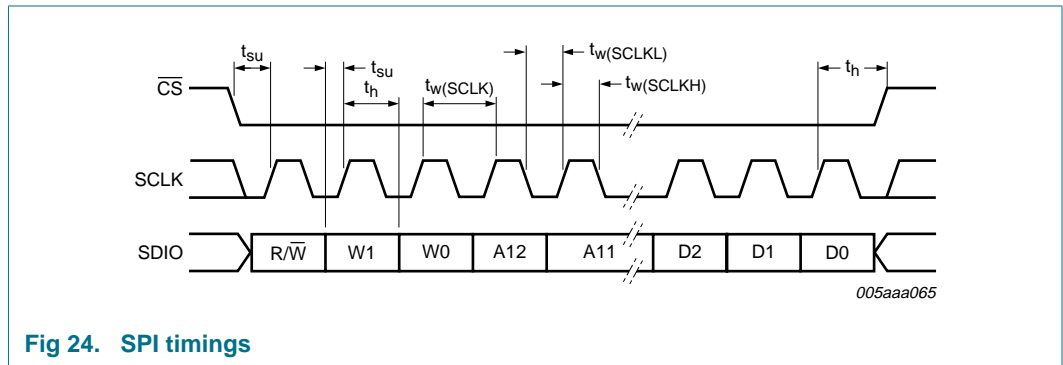 tsu
tsu
th
tw(SCLK)
tw(SCLKL)
tw(SCLKH)
th
CS
SCLK
SDIO
R/W
W1
W0
A12
A11
D2
D1
D0
005aaa065
Fig 24. SPI timings